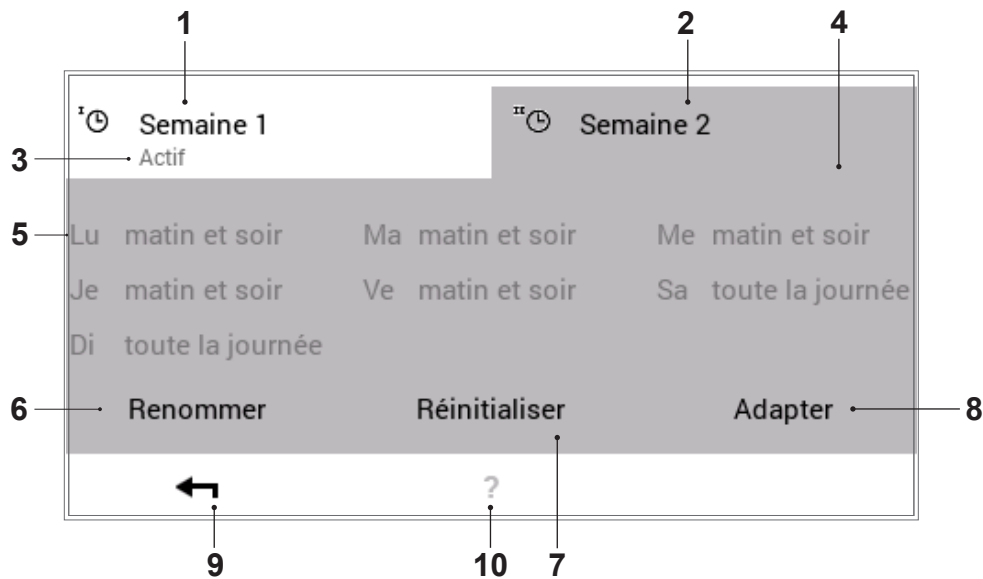 1 2 4
I Semaine 1 II Semaine 2
3 Actif
5 Lu matin et soir Ma matin et soir Me matin et soir
Je matin et soir Ve matin et soir Sa toute la journée
Di toute la journée
6 Renommer Réinitialiser Adapter 8
?
9 10 7